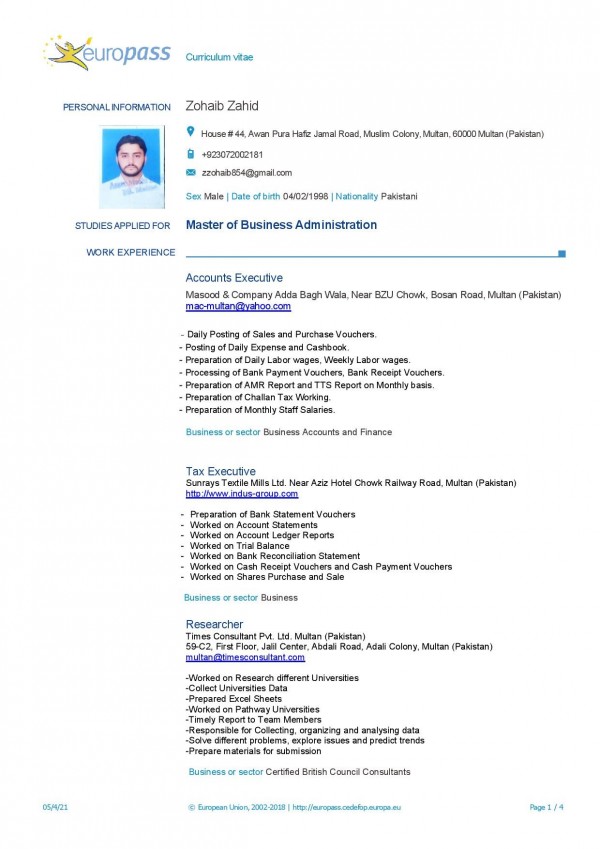 europass
Curriculum vitae
PERSONAL INFORMATION
Zohaib Zahid
House # 44, Awan Pura Hafiz Jamal Road, Muslim Colony, Multan, 60000 Multan (Pakistan)
+923072002181
zzohaib854@gmail.com
Sex Male | Date of birth 04/02/1998 | Nationality Pakistani
STUDIES APPLIED FOR
Master of Business Administration
WORK EXPERIENCE
Accounts Executive
Masood & Company Adda Bagh Wala, Near BZU Chowk, Bosan Road, Multan (Pakistan)
mac-multan@yahoo.com
- Daily Posting of Sales and Purchase Vouchers.
- Posting of Daily Expense and Cashbook.
- Preparation of Daily Labor wages, Weekly Labor wages.
- Processing of Bank Payment Vouchers, Bank Receipt Vouchers.
- Preparation of AMR Report and TTS Report on Monthly basis.
- Preparation of Challan Tax Working.
- Preparation of Monthly Staff Salaries.
Business or sector Business Accounts and Finance
Tax Executive
Sunrays Textile Mills Ltd. Near Aziz Hotel Chowk Railway Road, Multan (Pakistan)
http://www.indus-group.com
- Preparation of Bank Statement Vouchers
- Worked on Account Statements
- Worked on Account Ledger Reports
- Worked on Trial Balance
- Worked on Bank Reconciliation Statement
- Worked on Cash Receipt Vouchers and Cash Payment Vouchers
- Worked on Shares Purchase and Sale
Business or sector Business
Researcher
Times Consultant Pvt. Ltd. Multan (Pakistan)
59-C2, First Floor, Jalil Center, Abdali Road, Adali Colony, Multan (Pakistan)
multan@timesconsultant.com
-Worked on Research different Universities
-Collect Universities Data
-Prepared Excel Sheets
-Worked on Pathway Universities
-Timely Report to Team Members
-Responsible for Collecting, organizing and analysing data
-Solve different problems, explore issues and predict trends
-Prepare materials for submission
Business or sector Certified British Council Consultants
05/4/21
© European Union, 2002-2018 | http://europass.cedefop.europa.eu
Page 1 / 4